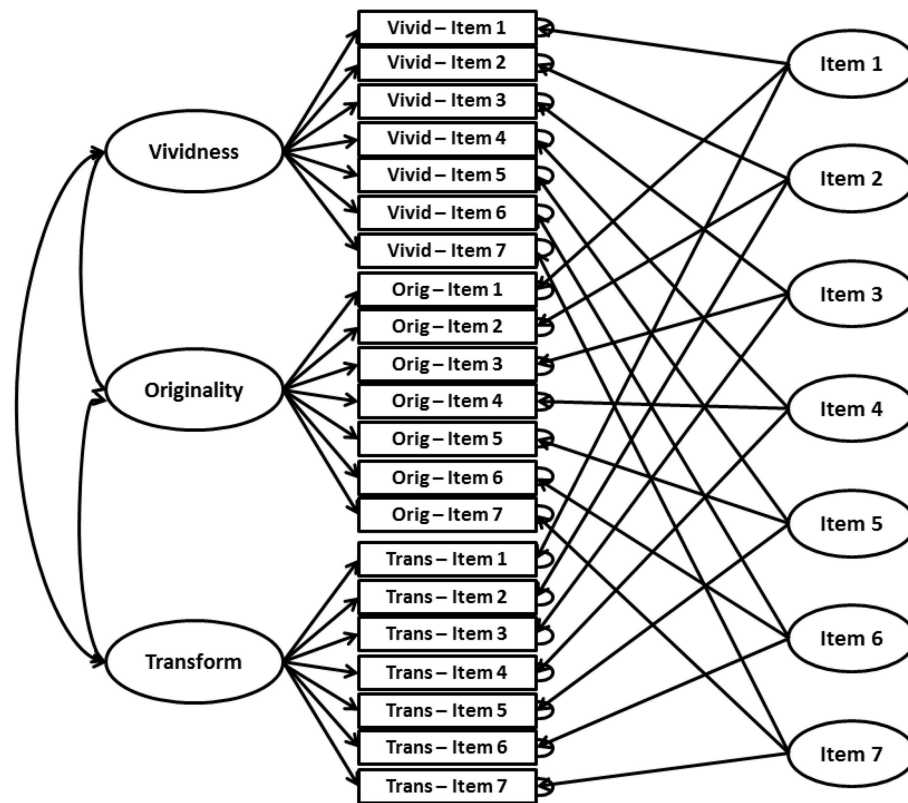 Vividness
Originality
Transform
Vivid – Item 1
Vivid – Item 2
Vivid – Item 3
Vivid – Item 4
Vivid – Item 5
Vivid – Item 6
Vivid – Item 7
Orig – Item 1
Orig – Item 2
Orig – Item 3
Orig – Item 4
Orig – Item 5
Orig – Item 6
Orig – Item 7
Trans – Item 1
Trans – Item 2
Trans – Item 3
Trans – Item 4
Trans – Item 5
Trans – Item 6
Trans – Item 7
Item 1
Item 2
Item 3
Item 4
Item 5
Item 6
Item 7